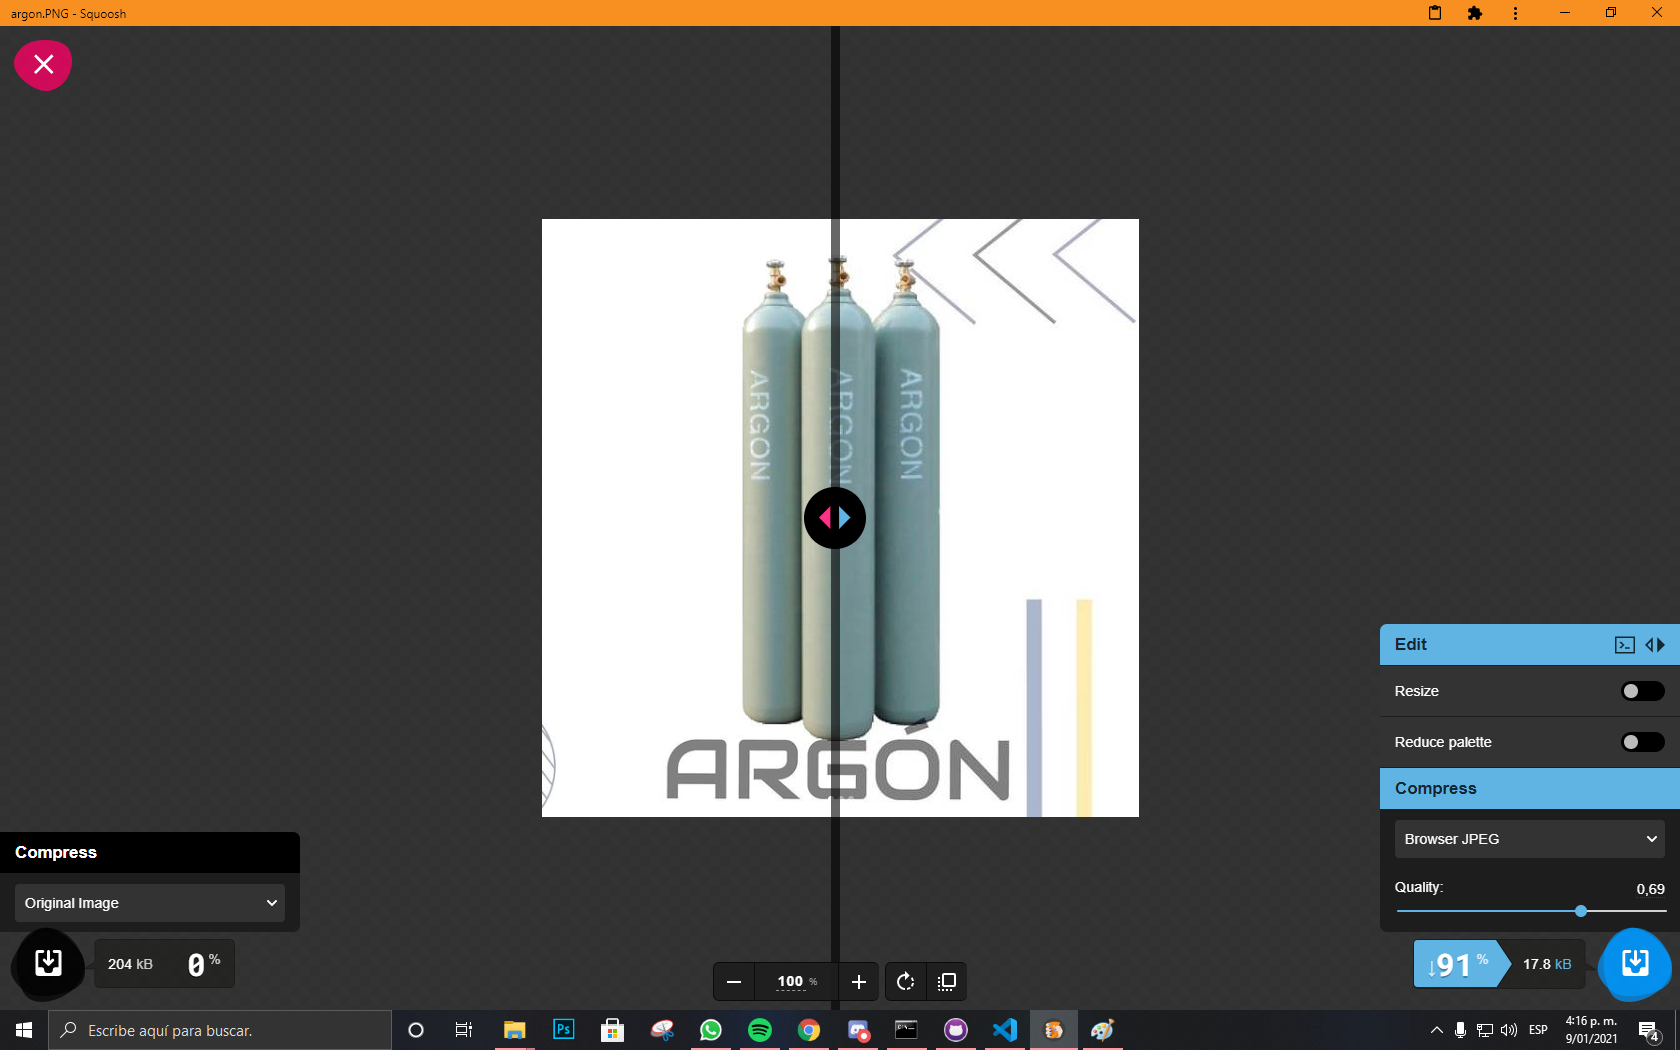 argon.PNG - Squoosh
ARGON
ARGON
ARGON
ARGÓN
Edit
Resize
Reduce palette
Compress
Browser JPEG
Quality:
0,69
Compress
Original Image
204 kB
0 %
100 %
↓91 %
17.8 kB
Escribe aquí para buscar.
Ps
ESP
4:16 p. m.
9/01/2021
4